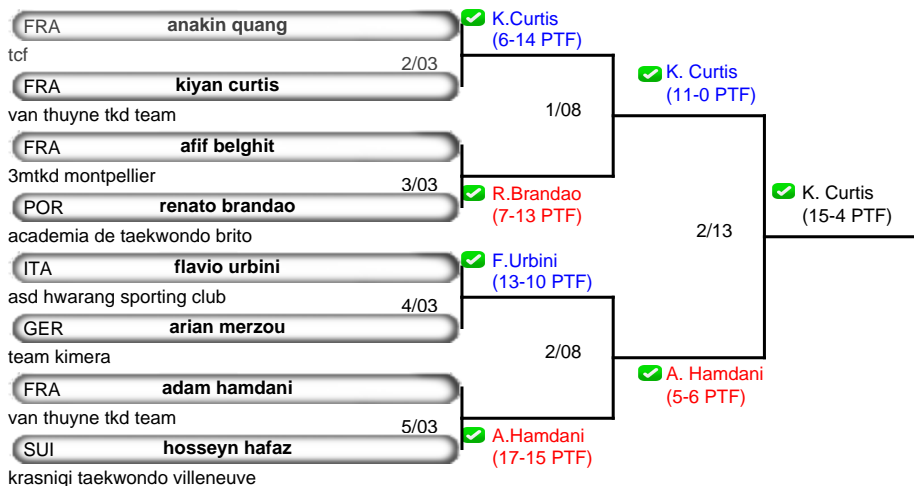 FRA anakin quang
tcf
2/03
FRA kiyan curtis
van thuyne tkd team
K.Curtis
(6-14 PTF)
1/08
FRA afif belghit
3mtkd montpellier
3/03
POR renato brandao
academia de taekwondo brito
R.Brandao
(7-13 PTF)
K. Curtis
(11-0 PTF)
2/13
K. Curtis
(15-4 PTF)
ITA flavio urbini
asd hwarang sporting club
4/03
GER arian merzou
team kimera
F.Urbini
(13-10 PTF)
2/08
FRA adam hamdani
van thuyne tkd team
5/03
SUI hosseyn hafaz
krasniqi taekwondo villeneuve
A.Hamdani
(17-15 PTF)
A. Hamdani
(5-6 PTF)